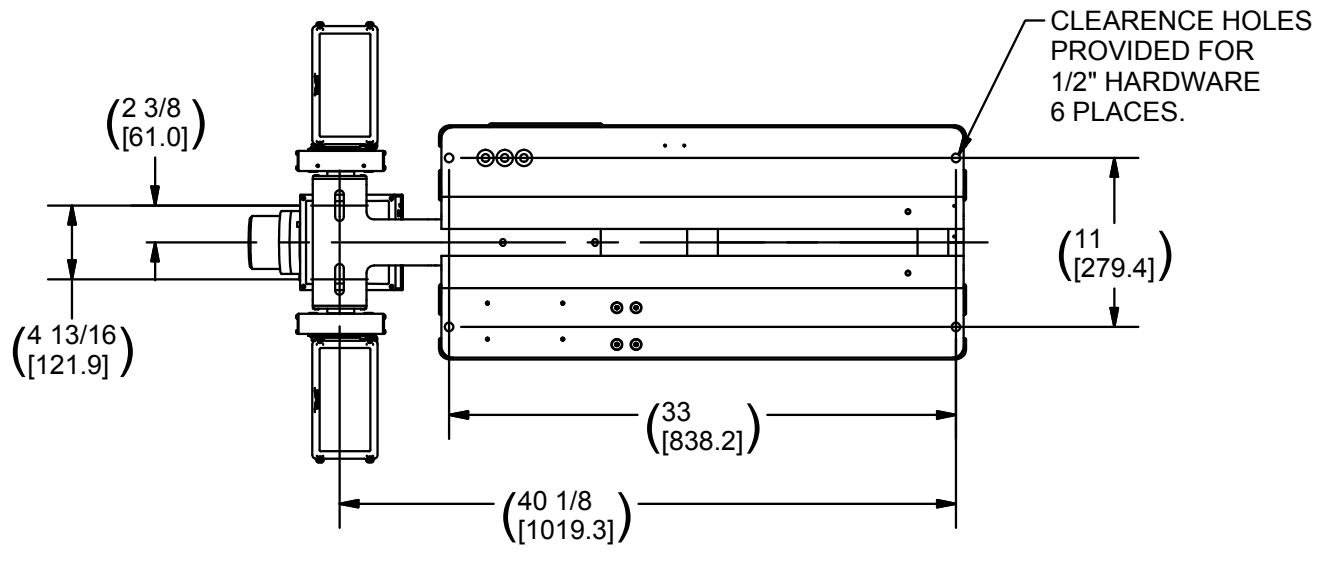 CLEARENCE HOLES
PROVIDED FOR
1/2" HARDWARE
6 PLACES.
(2 3/8
[61.0])
(11
[279.4])
(4 13/16
[121.9])
(33
[838.2])
(40 1/8
[1019.3])